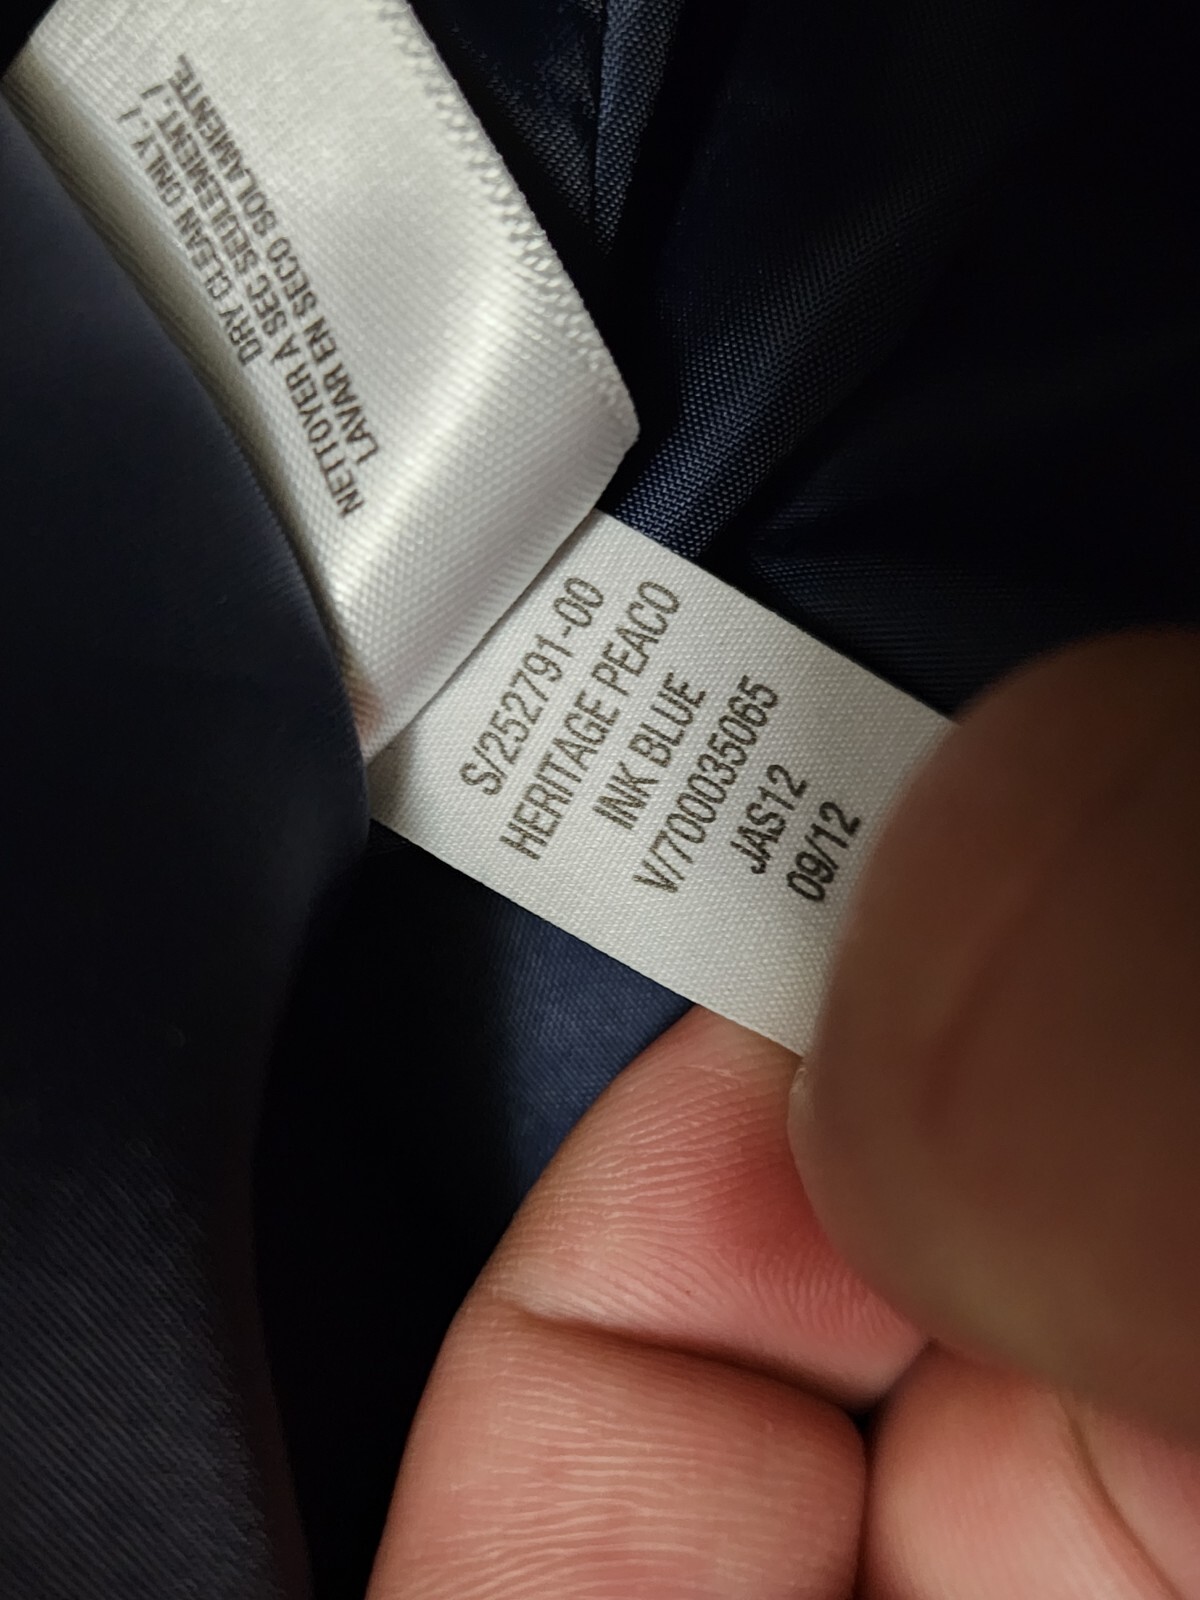 DRY CLEAN ONLY. /
NETTOYER À SEC SEULEMENT. /
LAVAR EN SECO SOLAMENTE.
S/252791-00
HERITAGE PEACO
INK BLUE
V/7000035065
JAS12
09/12